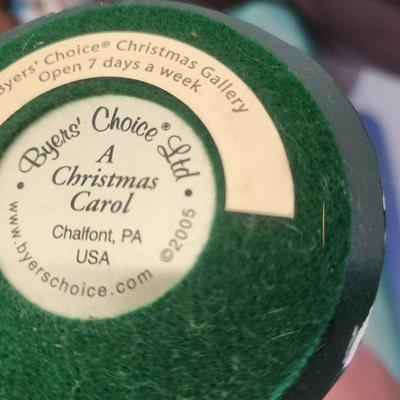 Byers' Choice® Christmas Gallery
Open 7 days a week
Byers' Choice® Ltd
A
Christmas
Carol
Chalfont, PA
USA
www.byerschoice.com ©2005